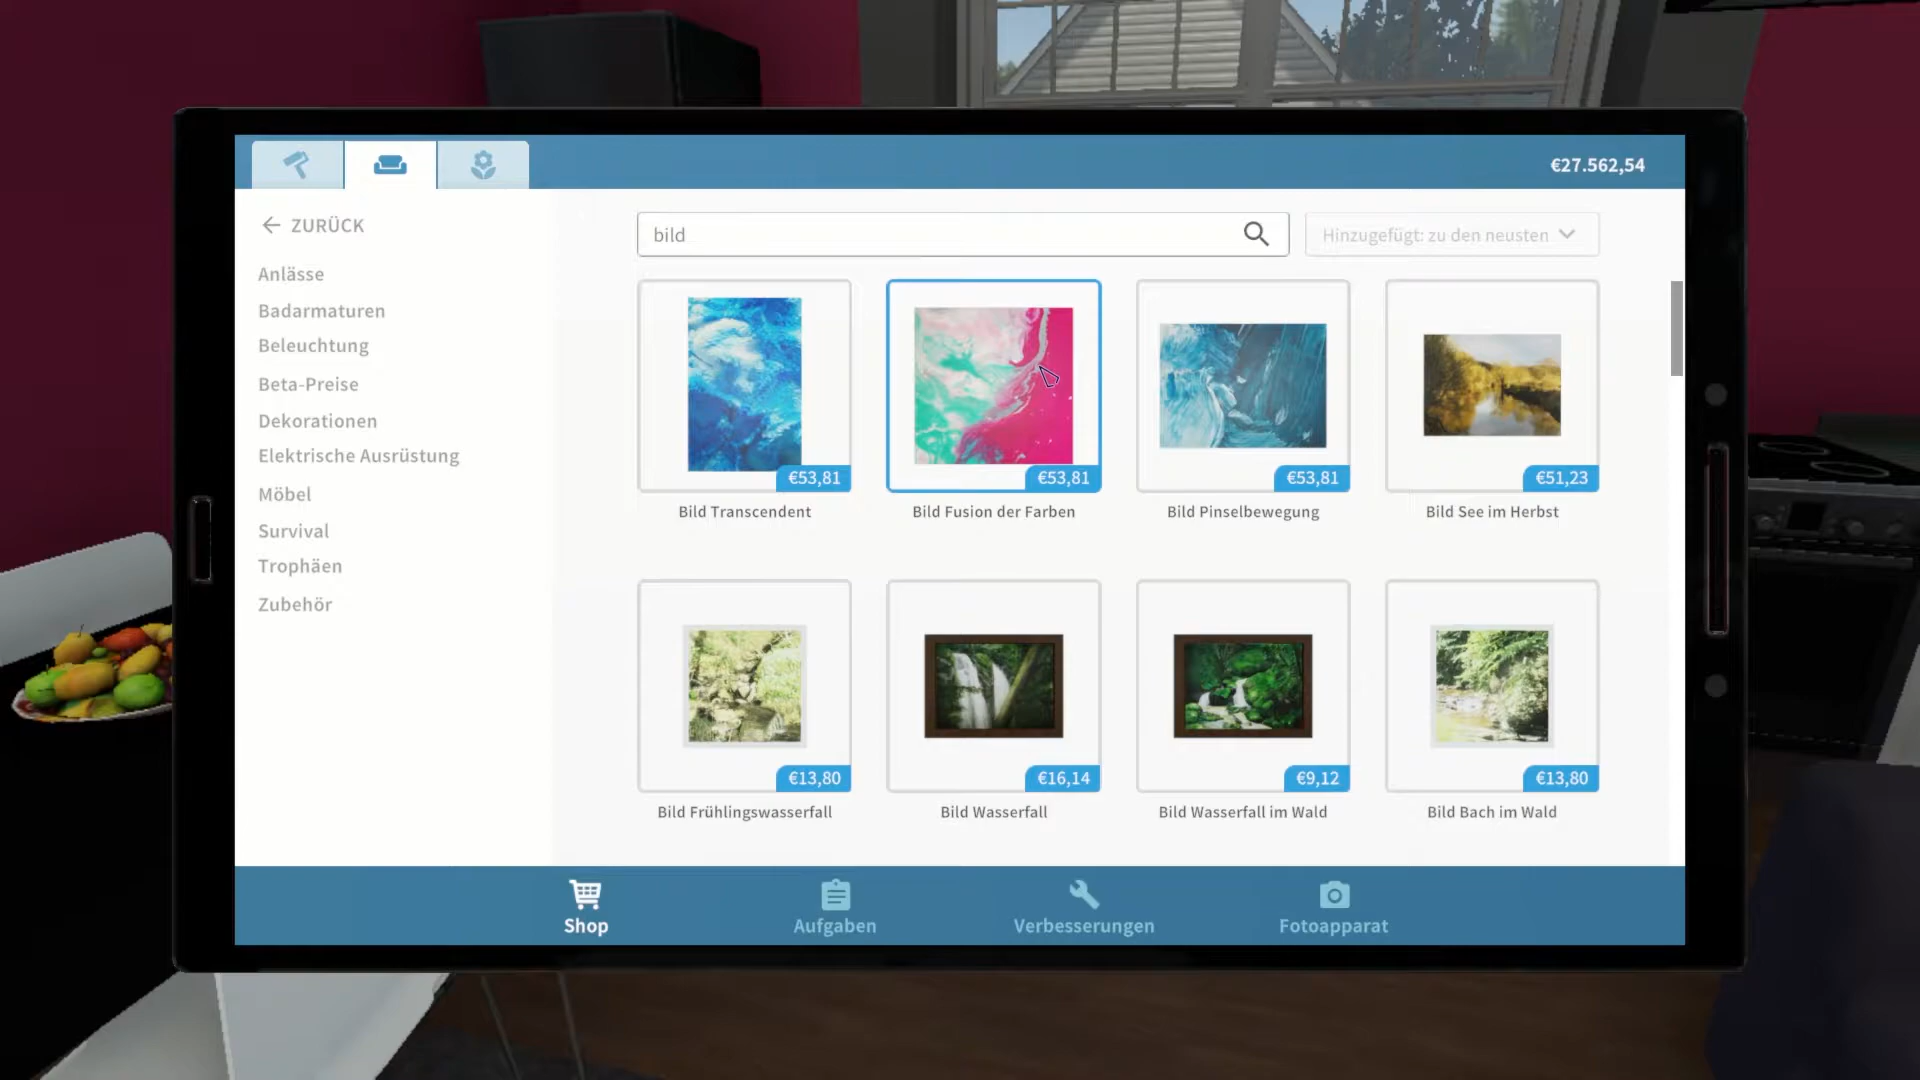 €27.562,54
ZURÜCK
bild
Hinzugefügt: zu den neusten
Anlässe
Badarmaturen
Beleuchtung
Beta-Preise
Dekorationen
Elektrische Ausrüstung
Möbel
Survival
Trophäen
Zubehör
€53,81
€53,81
€53,81
€51,23
Bild Transcendent
Bild Fusion der Farben
Bild Pinselbewegung
Bild See im Herbst
€13,80
€16,14
€9,12
€13,80
Bild Frühlingswasserfall
Bild Wasserfall
Bild Wasserfall im Wald
Bild Bach im Wald
Shop
Aufgaben
Verbesserungen
Fotoapparat